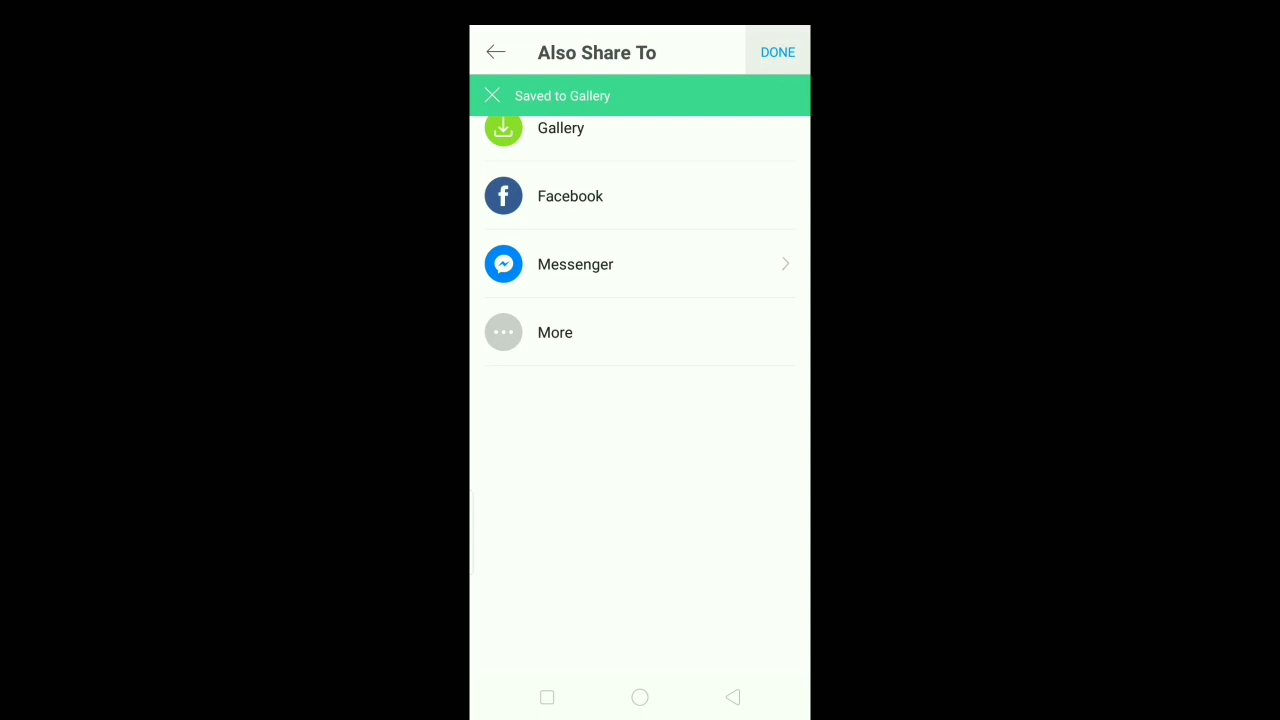 Also Share To
DONE
Saved to Gallery
Gallery
Facebook
Messenger
More